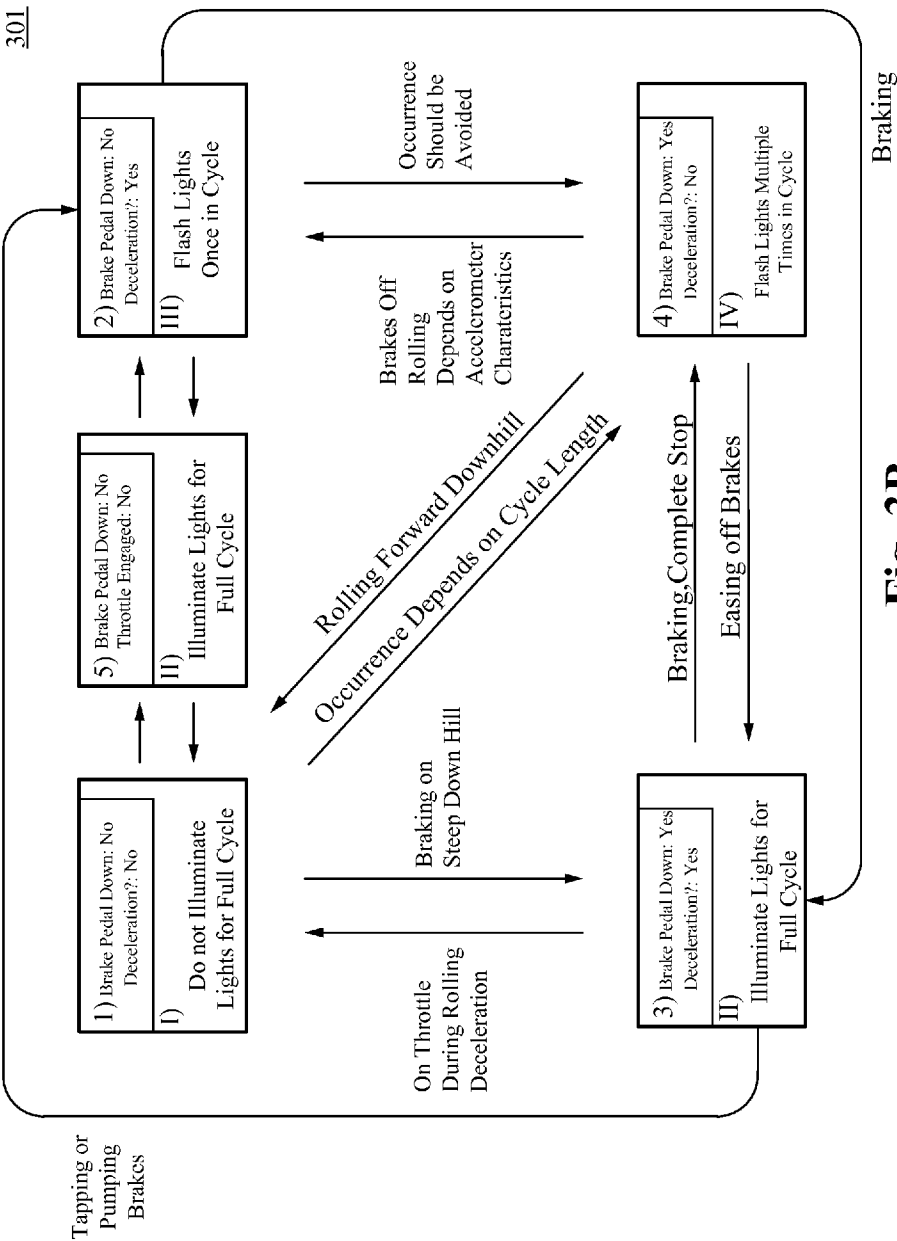 301
Tapping or
Pumping
Brakes
1) Brake Pedal Down: No
Deceleration?: No
I)
Do not Illuminate
Lights for Full Cycle
5) Brake Pedal Down: No
Throttle Engaged: No
II)
Illuminate Lights for
Full Cycle
2) Brake Pedal Down: No
Deceleration?: Yes
III)
Flash Lights
Once in Cycle
On Throttle
During Rolling
Deceleration
Braking on
Steep Down Hill
Rolling Forward Downhill
Occurrence Depends on Cycle Length
Brakes Off
Rolling
Depends on
Accelerometer
Charateristics
Occurrence
Should be
Avoided
3) Brake Pedal Down: Yes
Deceleration?: Yes
II)
Illuminate Lights for
Full Cycle
Braking,Complete Stop
Easing off Brakes
4) Brake Pedal Down: Yes
Deceleration?: No
IV)
Flash Lights Multiple
Times in Cycle
Braking